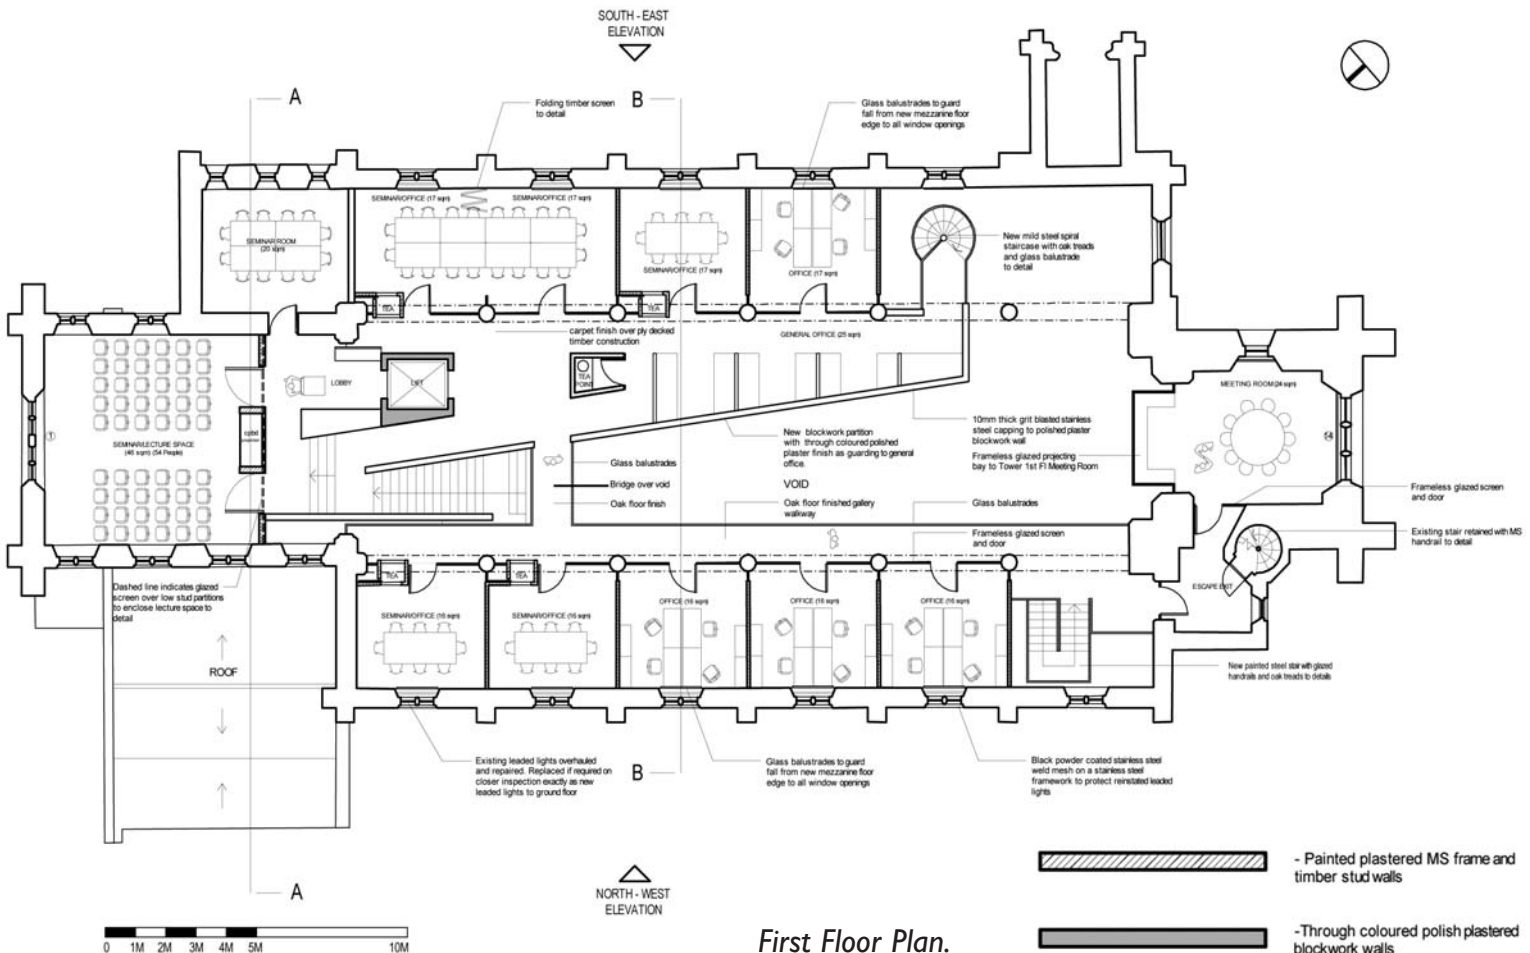 SOUTH - EAST
ELEVATION
A
B
Folding timber screen
to detail
Glass balustrades to guard
fall from new mezzanine floor
edge to all window openings
SEMINAR/OFFICE (17 sqm)
SEMINAR/OFFICE (17 sqm)
SEMINAR ROOM
(20 sqm)
SEMINAR/OFFICE (17 sqm)
OFFICE (17 sqm)
New mild steel spiral
staircase with oak treads
and glass balustrade
to detail
TEA
TEA
carpet finish over ply decked
timber construction
GENERAL OFFICE (25 sqm)
TEA
POINT
LOBBY
LIFT
MEETING ROOM (24 sqm)
cpbd
SEMINAR/LECTURE SPACE
(46 sqm) (54 People)
1
14
New blockwork partition
with through coloured polished
plaster finish as guarding to general
office.
10mm thick grit blasted stainless
steel capping to polished plaster
blockwork wall
Frameless glazed projecting
bay to Tower 1st Fl Meeting Room
Glass balustrades
Bridge over void
Oak floor finish
VOID
Oak floor finished gallery
walkway
Glass balustrades
Frameless glazed screen
and door
Frameless glazed screen
and door
Existing stair retained with MS
handrail to detail
ESCAPE EXIT
Dashed line indicates glazed
screen over low stud partitions
to enclose lecture space to
detail
TEA
TEA
SEMINAR/OFFICE (16 sqm)
SEMINAR/OFFICE (16 sqm)
OFFICE (16 sqm)
OFFICE (16 sqm)
OFFICE (16 sqm)
ROOF
New painted steel stair with glazed
handrails and oak treads to details
Existing leaded lights overhauled
and repaired. Replaced if required on
closer inspection exactly as new
leaded lights to ground floor
B
Glass balustrades to guard
fall from new mezzanine floor
edge to all window openings
Black powder coated stainless steel
weld mesh on a stainless steel
framework to protect reinstated leaded
lights
A
NORTH - WEST
ELEVATION
- Painted plastered MS frame and
timber stud walls
-Through coloured polish plastered
blockwork walls
0 1M 2M 3M 4M 5M 10M
First Floor Plan.